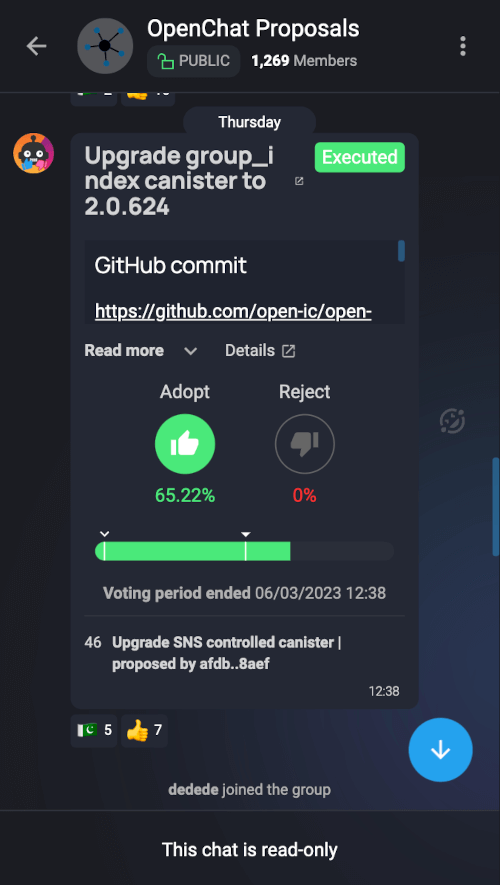 OpenChat Proposals
PUBLIC 1,269 Members
Thursday
Upgrade group_i
ndex canister to
2.0.624
Executed
GitHub commit
https://github.com/open-ic/open-
Read more Details
Adopt Reject
65.22% 0%
Voting period ended 06/03/2023 12:38
46 Upgrade SNS controlled canister |
proposed by afdb..8aef
12:38
5 7
dedede joined the group
This chat is read-only